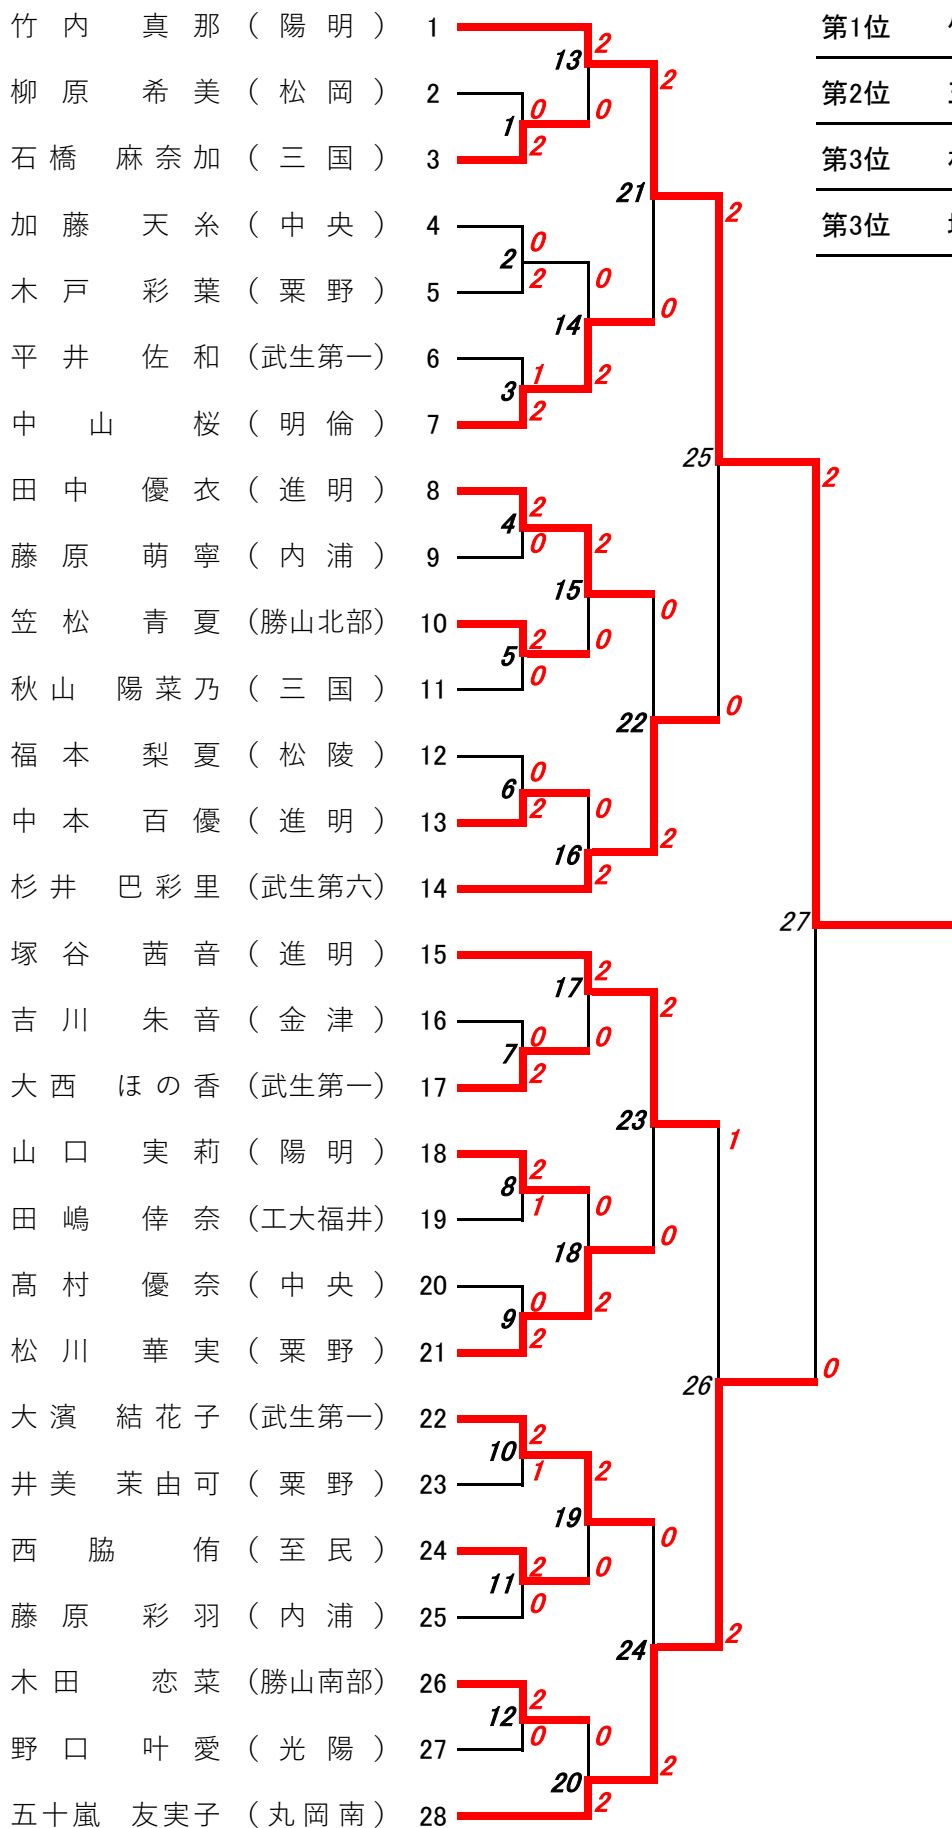 竹内 真那 (陽明) 1
柳原 希美 (松岡) 2
石橋 麻奈加 (三国) 3
加藤 天糸 (中央) 4
木戸 彩葉 (粟野) 5
平井 佐和 (武生第一) 6
中山 桜 (明倫) 7
田中 優衣 (進明) 8
藤原 萌寧 (内浦) 9
笠松 青夏 (勝山北部) 10
秋山 陽菜乃 (三国) 11
福本 梨夏 (松陵) 12
中本 百優 (進明) 13
杉井 巴彩里 (武生第六) 14
塚谷 茜音 (進明) 15
吉川 朱音 (金津) 16
大西 ほの香 (武生第一) 17
山口 実莉 (陽明) 18
田嶋 倖奈 (工大福井) 19
髙村 優奈 (中央) 20
松川 華実 (粟野) 21
大濱 結花子 (武生第一) 22
井美 茉由可 (粟野) 23
西脇 侑 (至民) 24
藤原 彩羽 (内浦) 25
木田 恋菜 (勝山南部) 26
野口 叶愛 (光陽) 27
五十嵐 友実子 (丸岡南) 28
1 0 2
2 0 2
3 1 2
4 2 0
5 2 0
6 0 2
7 0 2
8 2 1
9 0 2
10 2 1
11 2 0
12 2 0
13 2 0
14 0 2
15 2 0
16 0 2
17 2 0
18 0 2
19 2 0
20 0 2
21 2 0
22 0 2
23 2 0
24 0 2
25 2 0
26 1 2
27 2 0
第1位
第2位
第3位
第3位